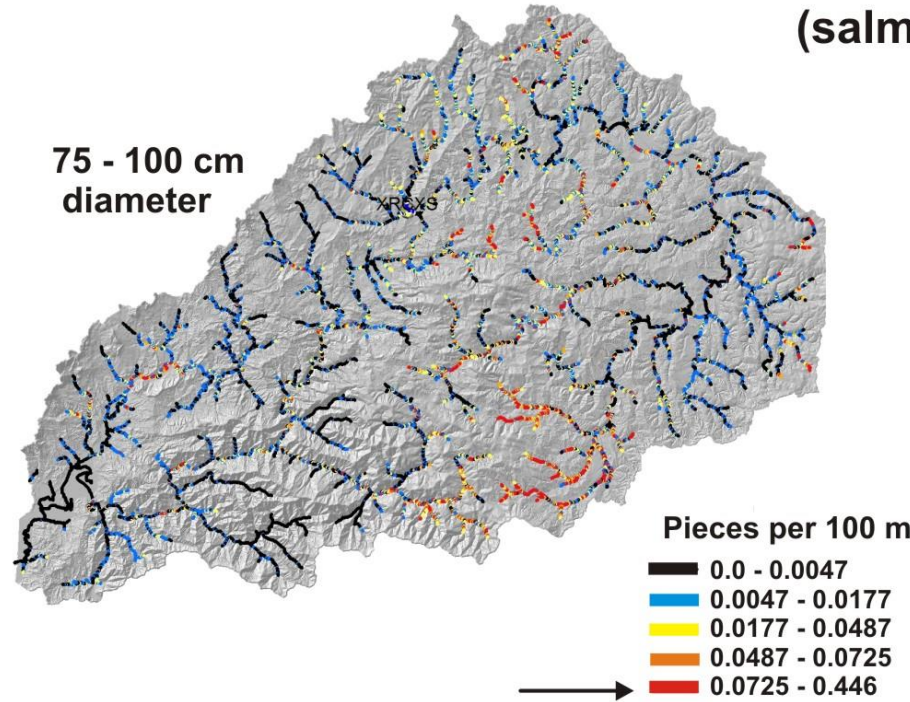 (salm
75 - 100 cm
diameter
Pieces per 100 m
0.0 - 0.0047
0.0047 - 0.0177
0.0177 - 0.0487
0.0487 - 0.0725
0.0725 - 0.446